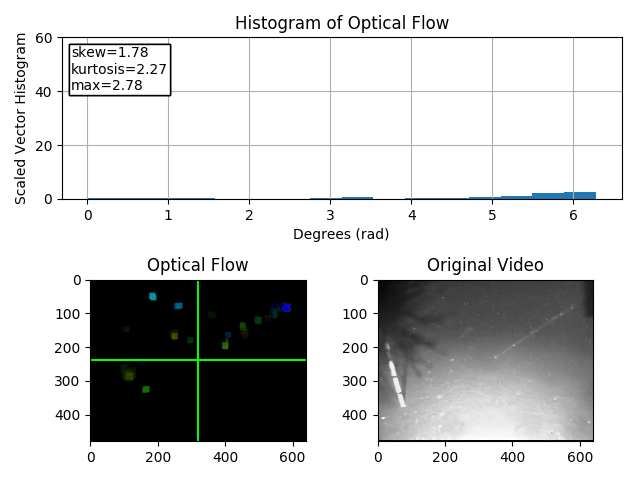 Histogram of Optical Flow
Scaled Vector Histogram
60
40
20
0
skew=1.78
kurtosis=2.27
max=2.78
0 1 2 3 4 5 6
Degrees (rad)
Optical Flow
0
100
200
300
400
0 200 400 600
Original Video
0
100
200
300
400
0 200 400 600